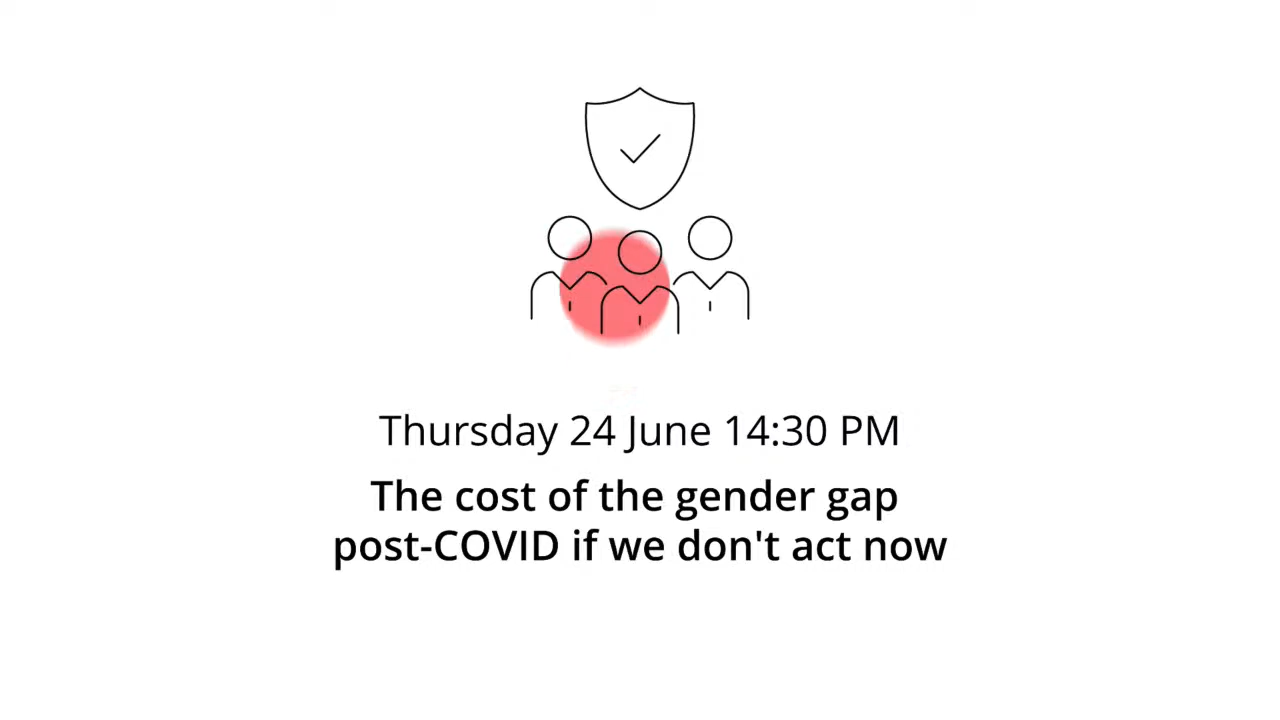 Thursday 24 June 14:30 PM
The cost of the gender gap
post-COVID if we don't act now